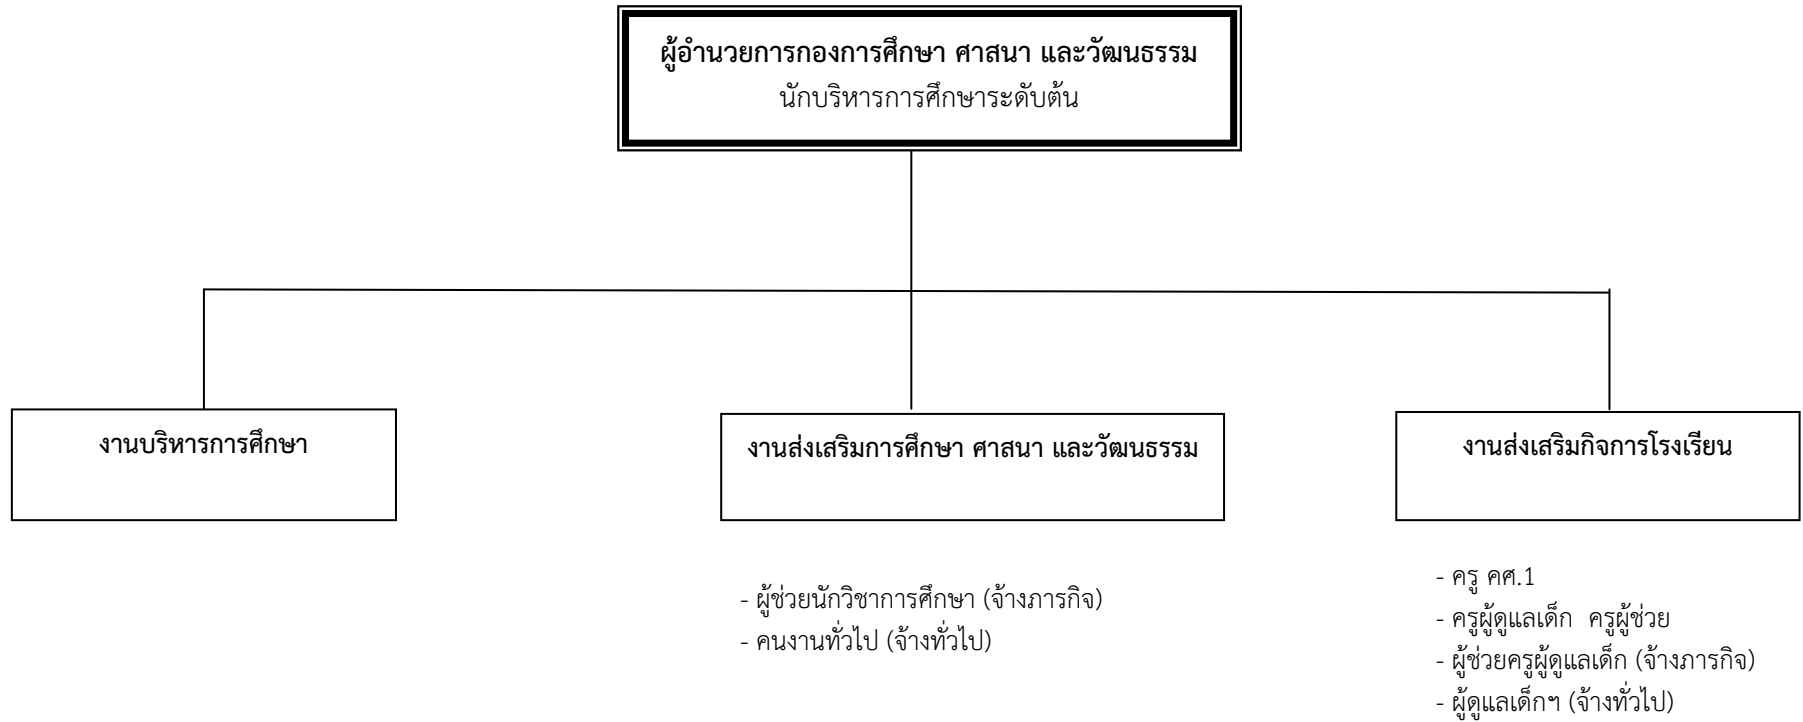 ผู้อำนวยการกองการศึกษา ศาสนา และวัฒนธรรม
นักบริหารการศึกษาระดับต้น
งานบริหารการศึกษา
งานส่งเสริมการศึกษา ศาสนา และวัฒนธรรม
งานส่งเสริมกิจการโรงเรียน
- ผู้ช่วยนักวิชาการศึกษา (จ้างภารกิจ)
- คนงานทั่วไป (จ้างทั่วไป)
- ครู คศ.1
- ครูผู้ดูแลเด็ก ครูผู้ช่วย
- ผู้ช่วยครูผู้ดูแลเด็ก (จ้างภารกิจ)
- ผู้ดูแลเด็กฯ (จ้างทั่วไป)